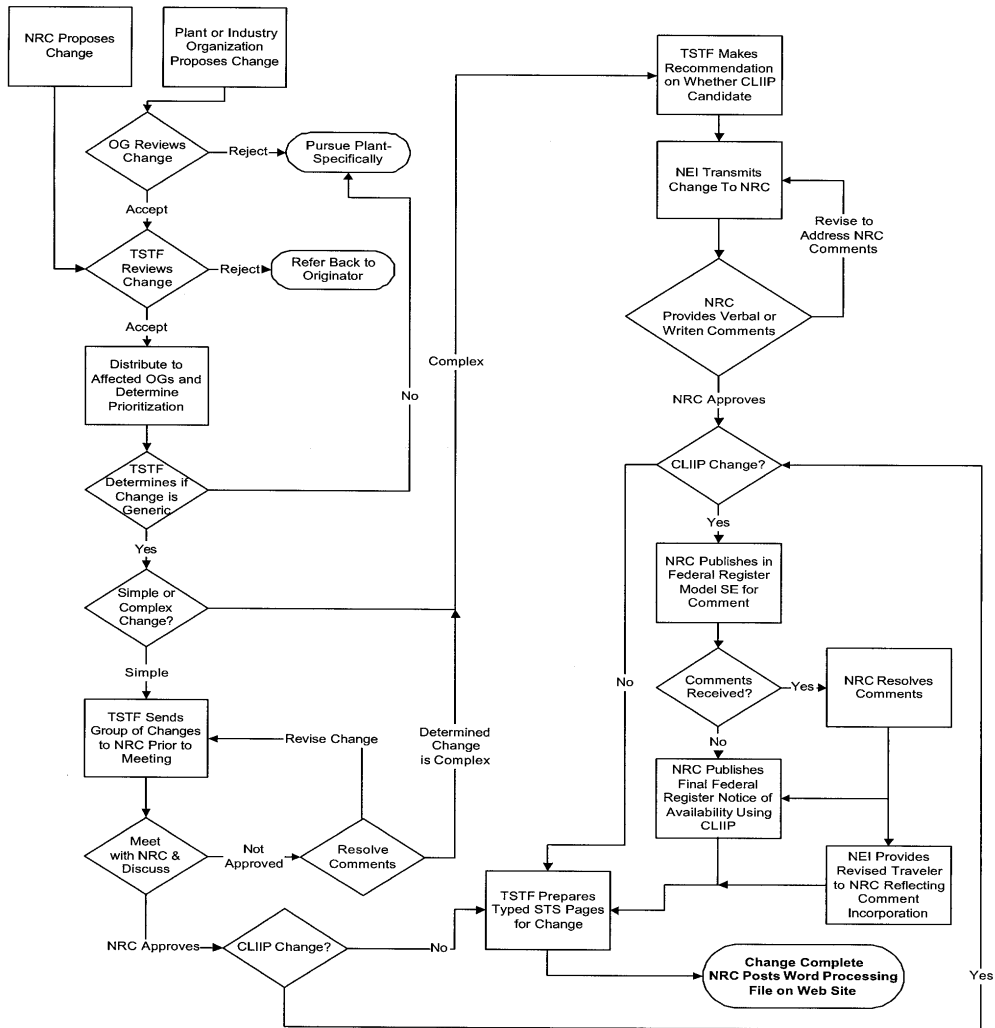 NRC Proposes
Change
Plant or Industry
Organization
Proposes Change
OG Reviews
Change
Reject
Pursue Plant-
Specifically
Accept
TSTF
Reviews
Change
Reject
Refer Back to
Originator
Accept
Distribute to
Affected OGs and
Determine
Prioritization
No
TSTF
Determines if
Change is
Generic
Yes
Simple or
Complex
Change?
Complex
Simple
TSTF Sends
Group of Changes
to NRC Prior to
Meeting
Revise Change
Determined
Change
is Complex
Meet
with NRC &
Discuss
Not
Approved
Resolve
Comments
NRC Approves
CLIIP Change?
No
TSTF Makes
Recommendation
on Whether CLIIP
Candidate
NEI Transmits
Change To NRC
Revise to
Address NRC
Comments
NRC
Provides Verbal or
Writen Comments
NRC Approves
CLIIP Change?
Yes
No
NRC Publishes in
Federal Register
Model SE for
Comment
Comments
Received?
Yes
NRC Resolves
Comments
No
NRC Publishes
Final Federal
Register Notice of
Availability Using
CLIIP
NEI Provides
Revised Traveler
to NRC Reflecting
Comment
Incorporation
TSTF Prepares
Typed STS Pages
for Change
Change Complete
NRC Posts Word Processing
File on Web Site
Yes